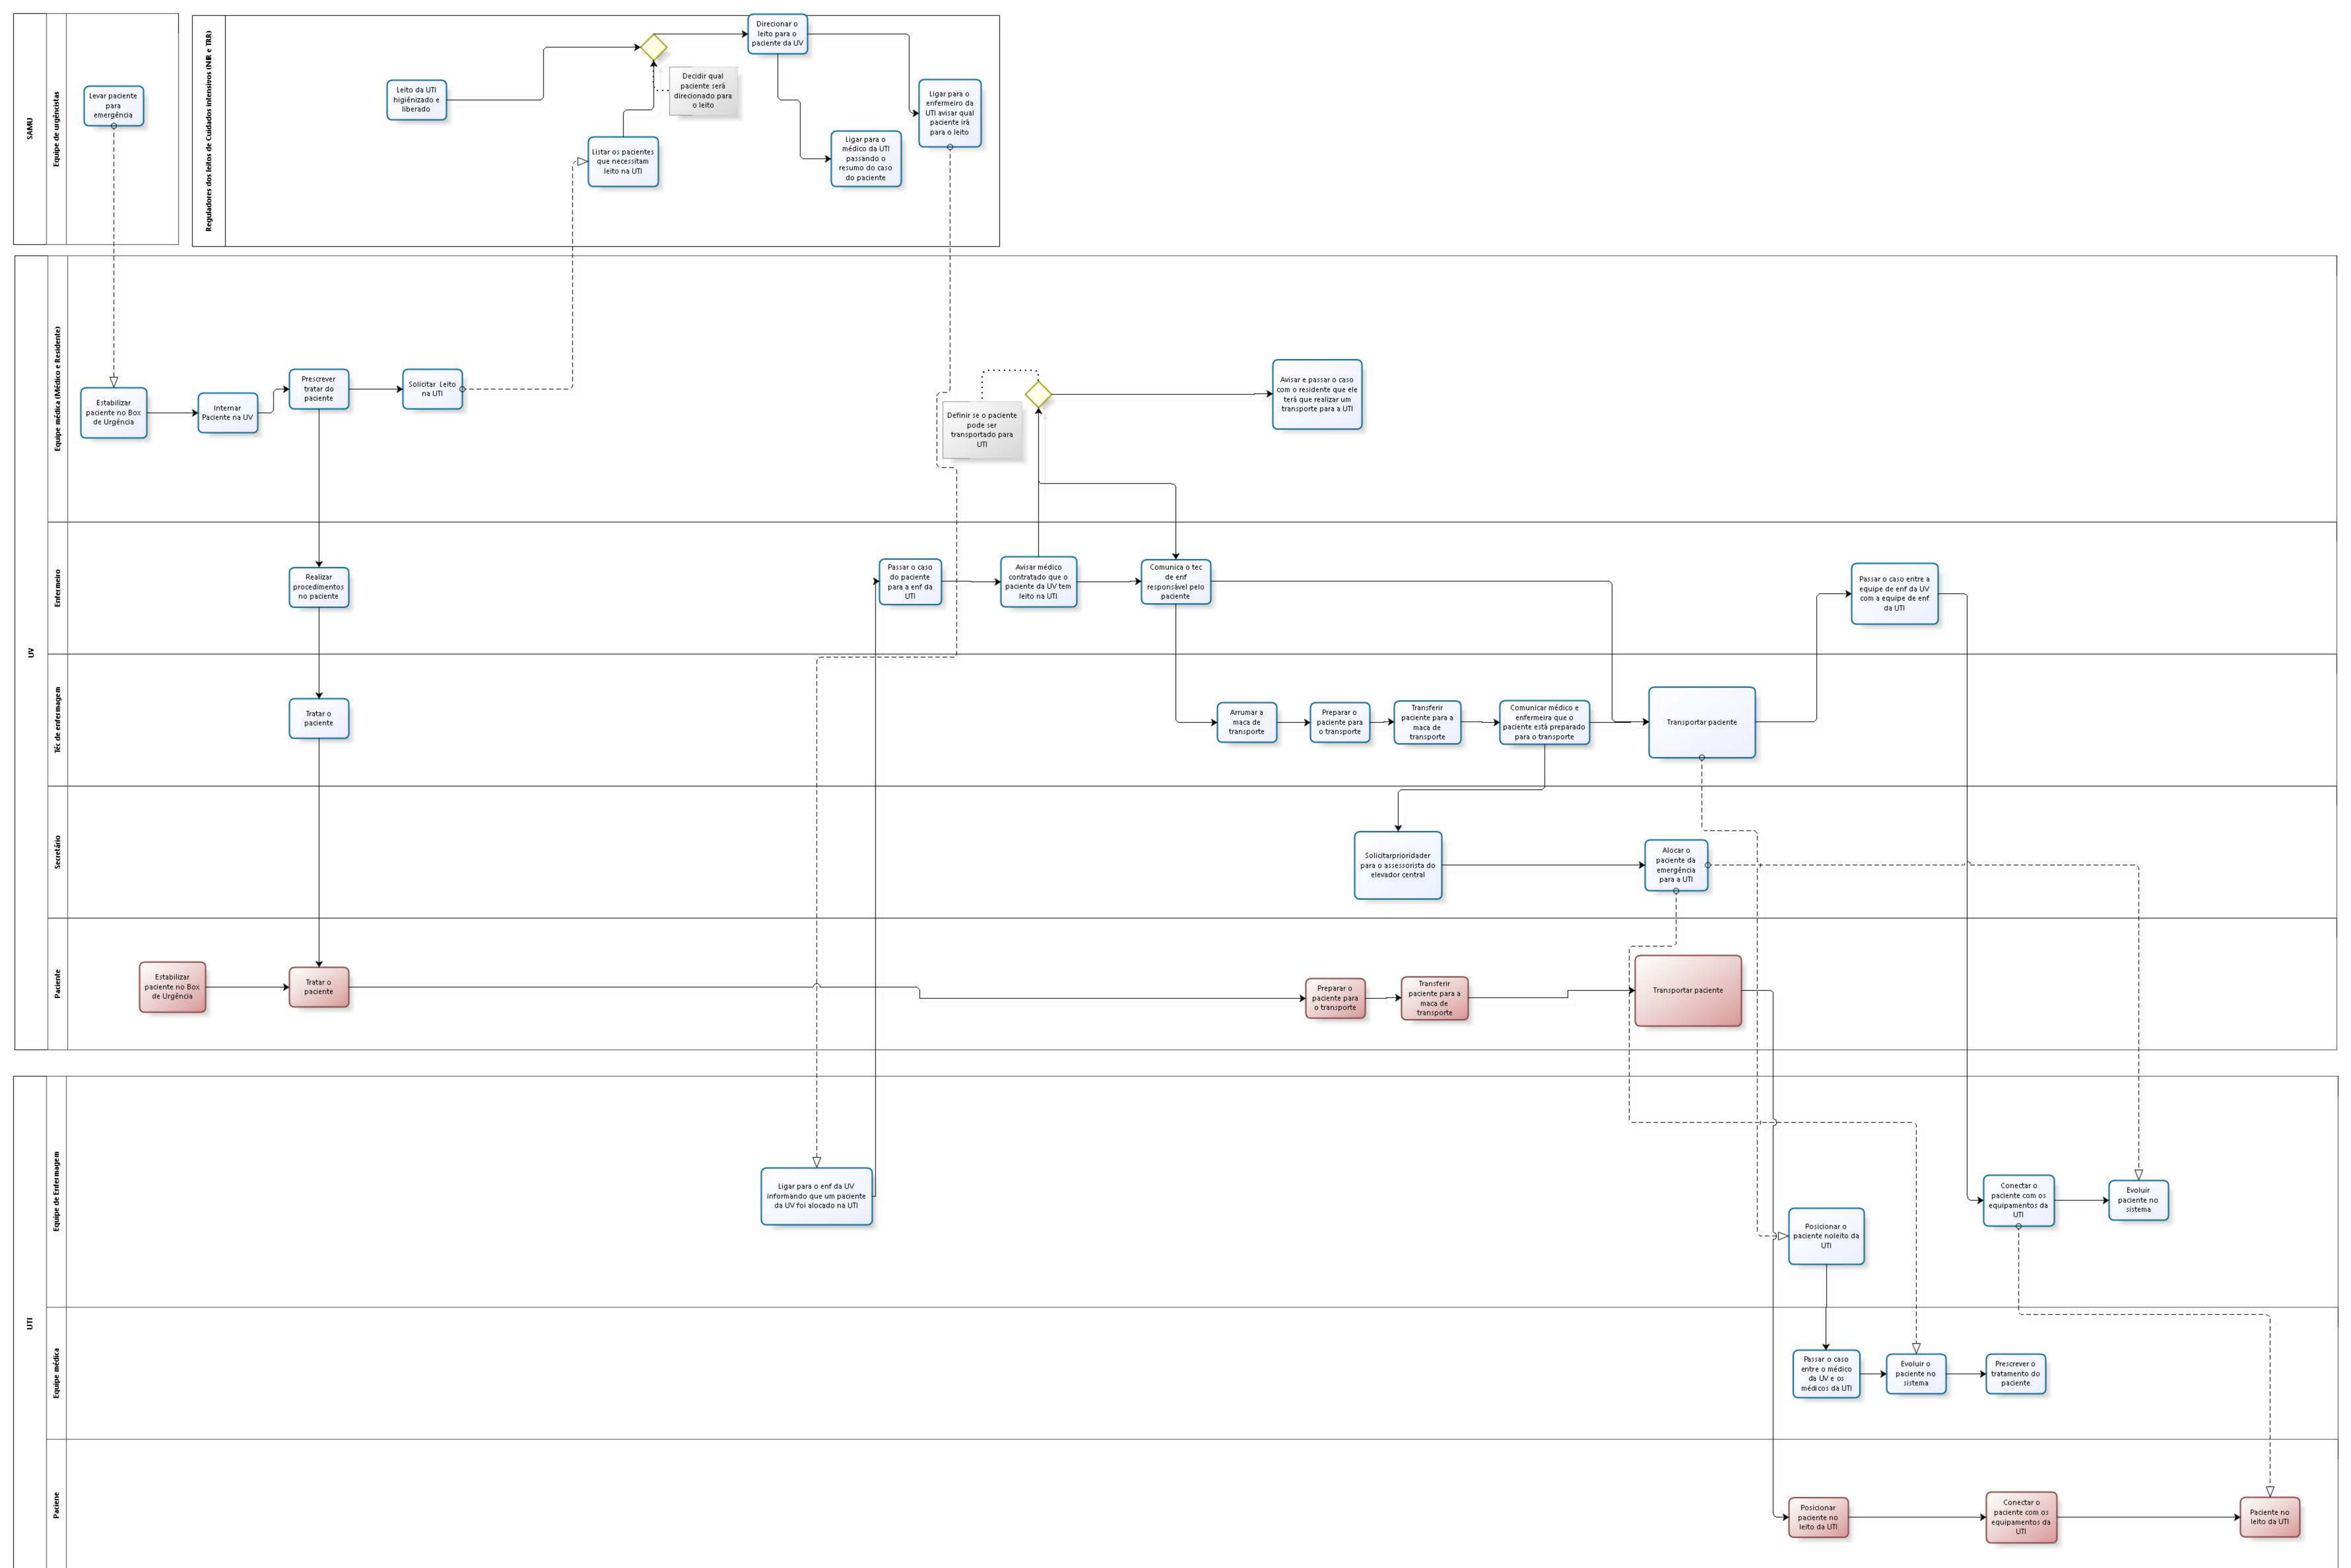 SAMU
Equipe de urgêncistas
Levar paciente
para
emergência
Reguladores dos leitos de Cuidados intensivos (NIR e TRR)
Leito da UTI
higiênizado e
liberado
Listar os pacientes
que necesitam
leito na UTI
Decidir qual
paciente será
direcionado para
o leito
Direcionar o
leito para o
paciente da UV
Ligar para o
médico da UTI
passando o
resumo do caso
do paciente
Ligar para o
enfermeiro da
UTI avisar qual
paciente irá
para o leito
UV
Equipe médica (Médico e Residente)
Estabilizar
paciente no Box
de Urgência
Internar
Paciente na UV
Prescrever
tratar do
paciente
Solicitar Leito
na UTI
Definir se o paciente
pode ser
transportado para
UTI
Avisar e passar o caso
com o residente que ele
terá que realizar um
transporte para a UTI
Enfermeiro
Realizar
procedimentos
no paciente
Passar o caso
do paciente
para a enf da
UTI
Avisar médico
contratado que o
paciente da UV tem
leito na UTI
Comunica o tec
de enf
responsável pelo
paciente
Passar o caso entre a
equipe de enf da UV
com a equipe de enf
da UTI
Téc de enfermagem
Tratar o
paciente
Arrumar a
maca de
transporte
Preparar o
paciente para
o transporte
Transferir
paciente para a
maca de
transporte
Comunicar médico e
enfermeira que o
paciente está preparado
para o transporte
Transportar paciente
Secretário
Solicitarprioridader
para o assessorista do
elevador central
Alocar o
paciente da
emergência
para a UTI
Paciente
Estabilizar
paciente no Box
de Urgência
Tratar o
paciente
Preparar o
paciente para
o transporte
Transferir
paciente para a
maca de
transporte
Transportar paciente
UTI
Equipe de Enfermagem
Ligar para o enf da UV
informando que um paciente
da UV foi alocado na UTI
Posicionar o
paciente noleito da
UTI
Conectar o
paciente com os
equipamentos da
UTI
Evoluir
paciente no
sistema
Equipe médica
Passar o caso
entre o médico
da UV e os
médicos da UTI
Evoluir o
paciente no
sistema
Prescrever o
tratamento do
paciente
Paciene
Posicionar
paciente no
leito da UTI
Conectar o
paciente com os
equipamentos da
UTI
Paciente no
leito da UTI